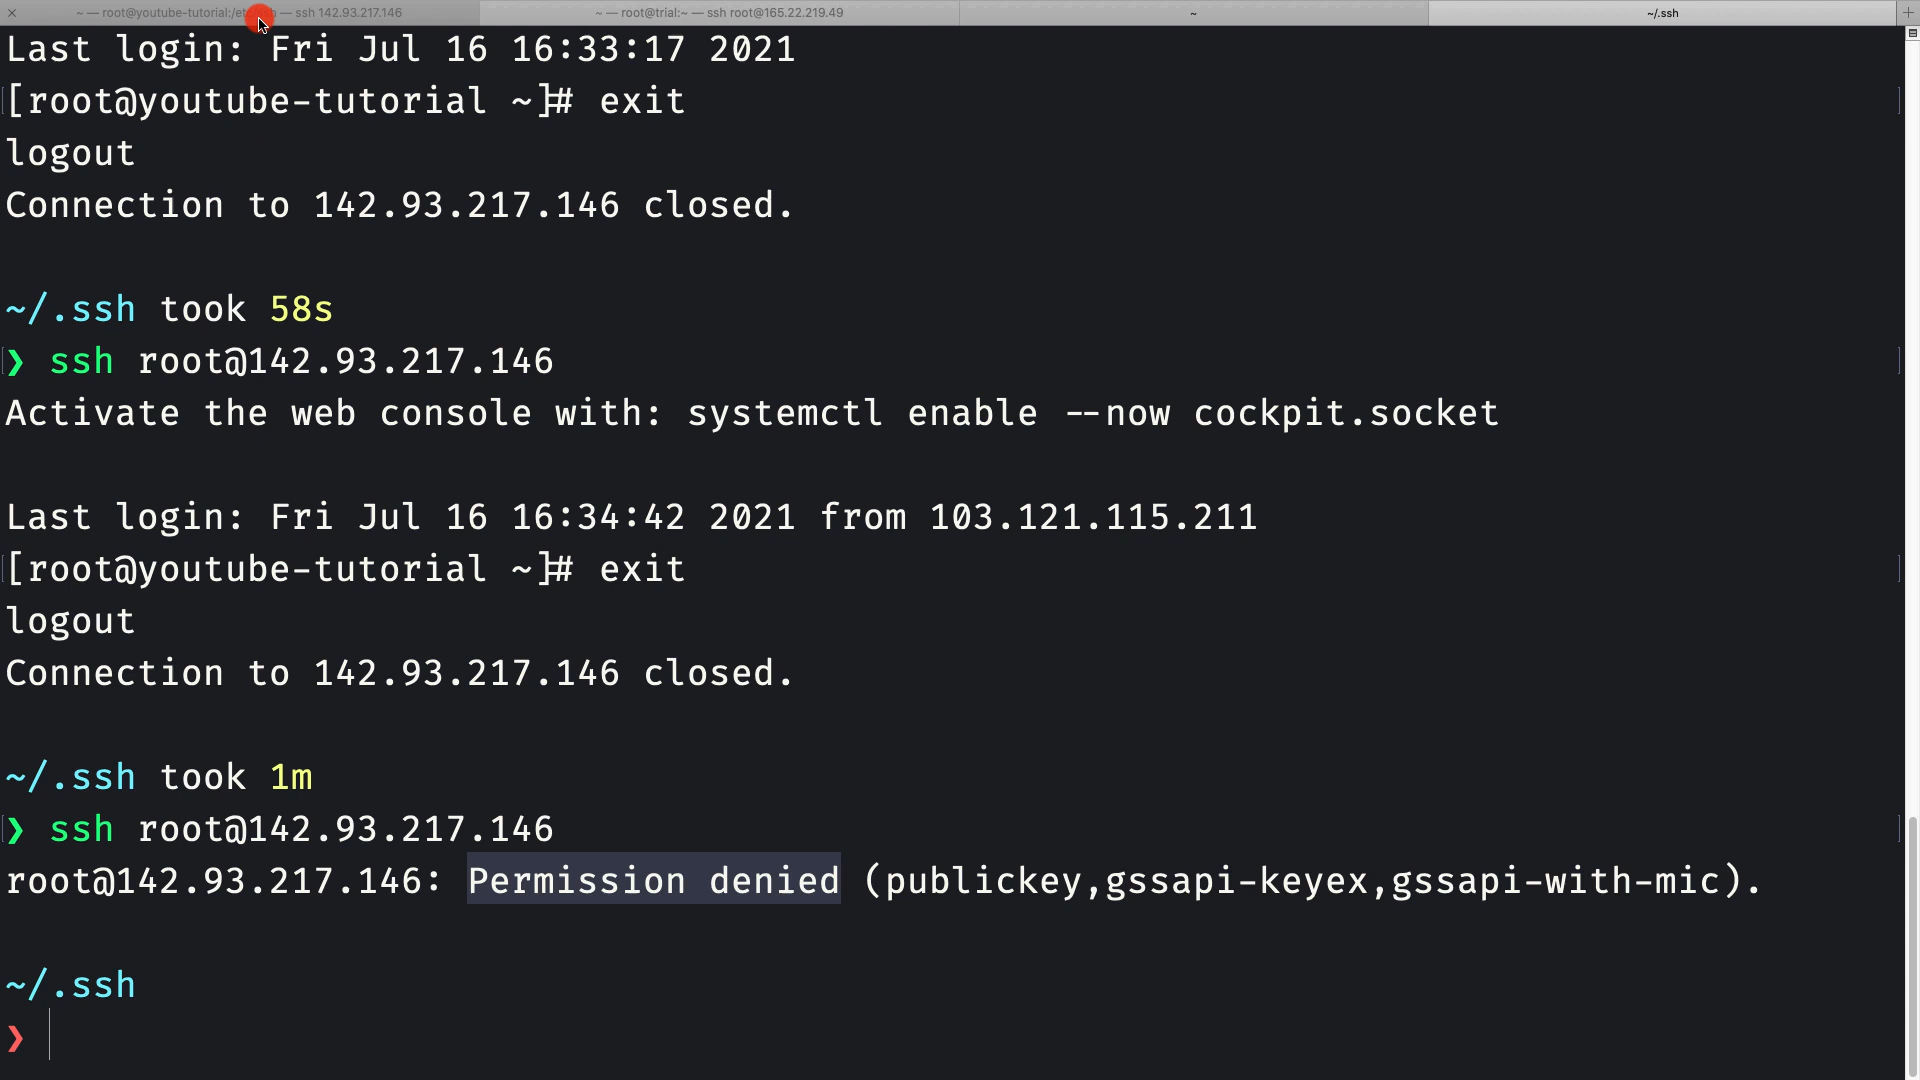 ~ — root@youtube-tutorial:/etc/ssh — ssh 142.93.217.146
~ — root@trial:~ — ssh root@165.22.219.49
~
~/.ssh
Last login: Fri Jul 16 16:33:17 2021
[root@youtube-tutorial ~]# exit
logout
Connection to 142.93.217.146 closed.
~/.ssh took 58s
❯ ssh root@142.93.217.146
Activate the web console with: systemctl enable --now cockpit.socket
Last login: Fri Jul 16 16:34:42 2021 from 103.121.115.211
[root@youtube-tutorial ~]# exit
logout
Connection to 142.93.217.146 closed.
~/.ssh took 1m
❯ ssh root@142.93.217.146
root@142.93.217.146: Permission denied (publickey,gssapi-keyex,gssapi-with-mic).
~/.ssh
❯